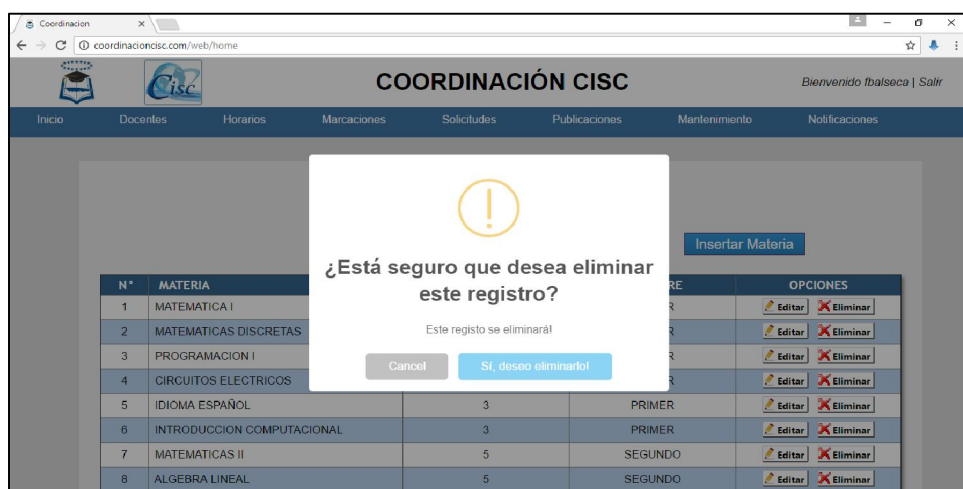 Coordinacion
coordinacioncisc.com/web/home
Cisc
COORDINACIÓN CISC
Bienvenido fbalseca | Salir
Inicio Docentes Horarios Marcaciones Solicitudes Publicaciones Mantenimiento Notificaciones
Insertar Materia
¿Está seguro que desea eliminar
este registro?
Este registo se eliminará!
Cancel Sí, deseo eliminarlo!
N° MATERIA RE OPCIONES
1 MATEMATICA I R Editar Eliminar
2 MATEMATICAS DISCRETAS R Editar Eliminar
3 PROGRAMACION I R Editar Eliminar
4 CIRCUITOS ELECTRICOS R Editar Eliminar
5 IDIOMA ESPAÑOL 3 PRIMER Editar Eliminar
6 INTRODUCCION COMPUTACIONAL 3 PRIMER Editar Eliminar
7 MATEMATICAS II 5 SEGUNDO Editar Eliminar
8 ALGEBRA LINEAL 5 SEGUNDO Editar Eliminar